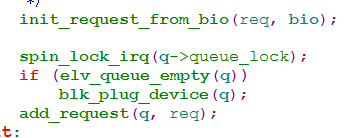 */
init_request_from_bio(req, bio);
spin_lock_irq(q->queue_lock);
if (elv_queue_empty(q))
blk_plug_device(q);
add_request(q, req);
t: